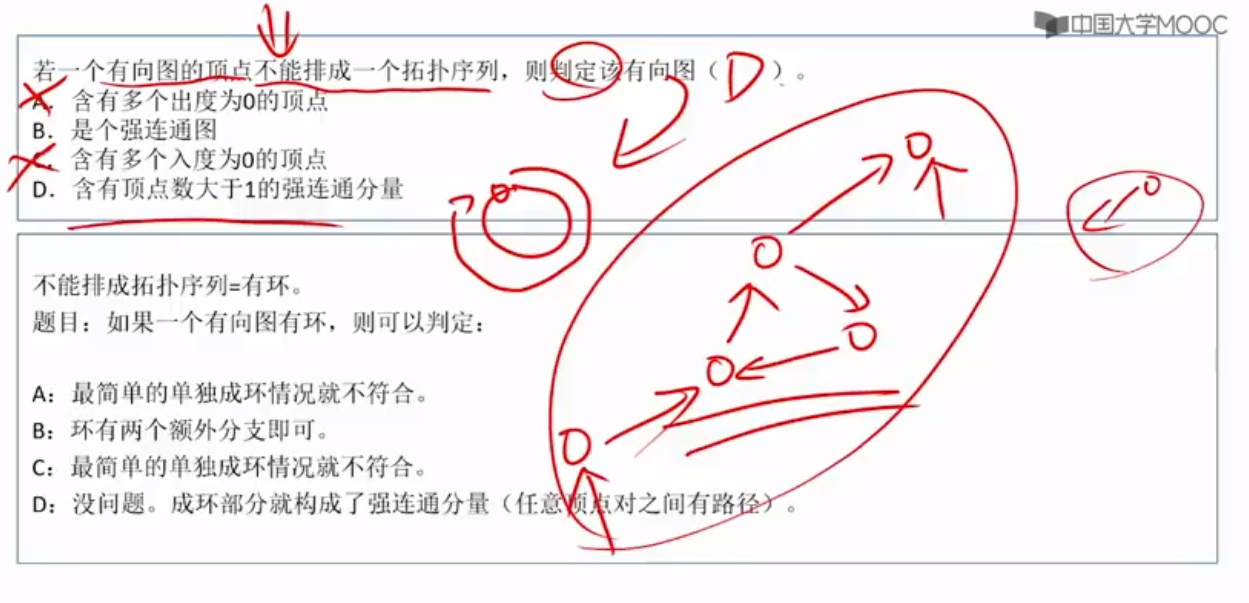 中国大学MOOC
若一个有向图的顶点不能排成一个拓扑序列，则判定该有向图（ D ）。
A．含有多个出度为0的顶点
B．是个强连通图
C．含有多个入度为0的顶点
D．含有顶点数大于1的强连通分量
不能排成拓扑序列=有环。
题目：如果一个有向图有环，则可以判定：
A：最简单的单独成环情况就不符合。
B：环有两个额外分支即可。
C：最简单的单独成环情况就不符合。
D：没问题。成环部分就构成了强连通分量（任意顶点对之间有路径）。